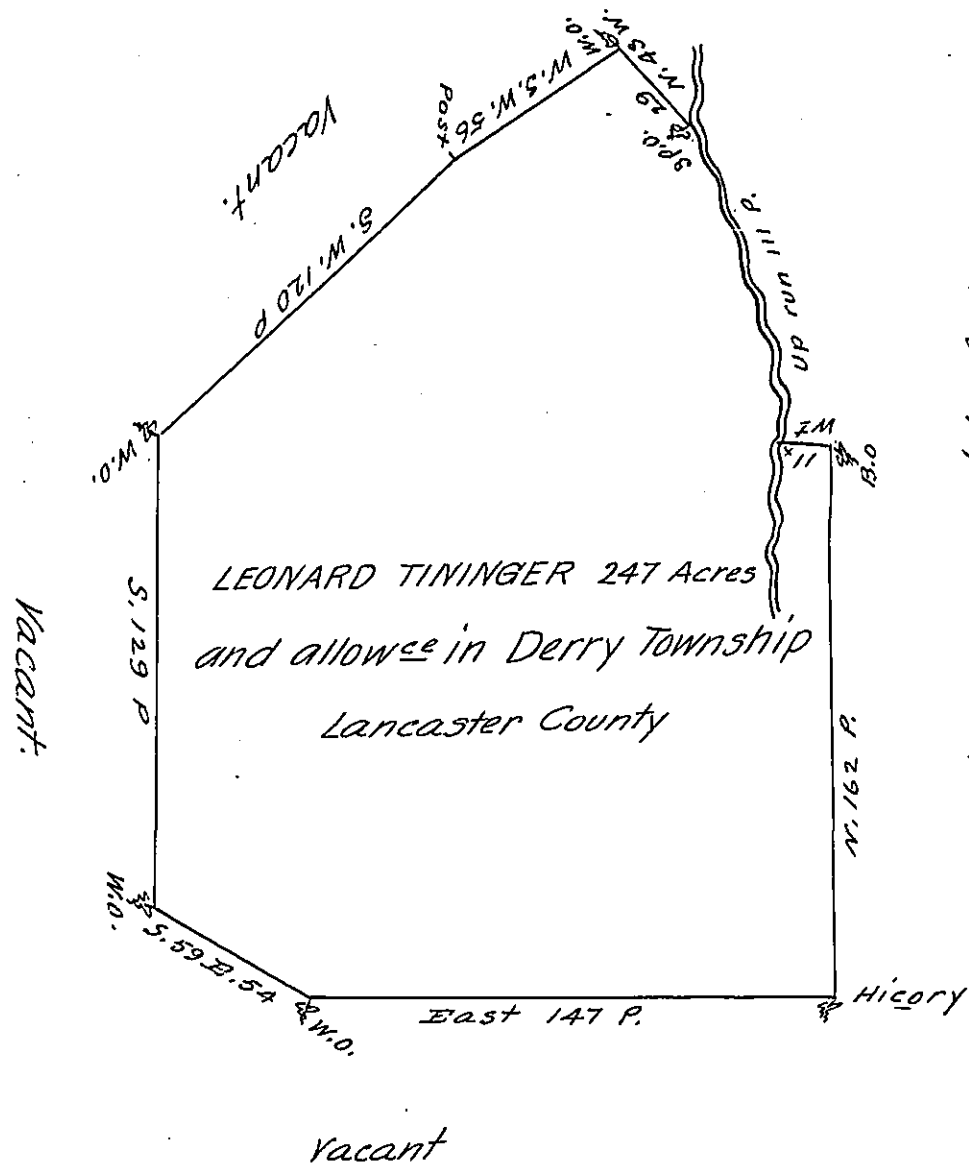 N. 43 W.
29
W.O.
W.S.W. 56
Post
SP.O.
Vacant.
up run 111 P.
S. W. 120 P
W.O.
11
B.O
LEONARD TININGER 247 Acres
and allowce in Derry Township
Lancaster County
S. 129 P
Vacant.
N. 162 P.
W.O.
S. 59 E. 54
W.O.
East 147 P.
Hicory
Vacant